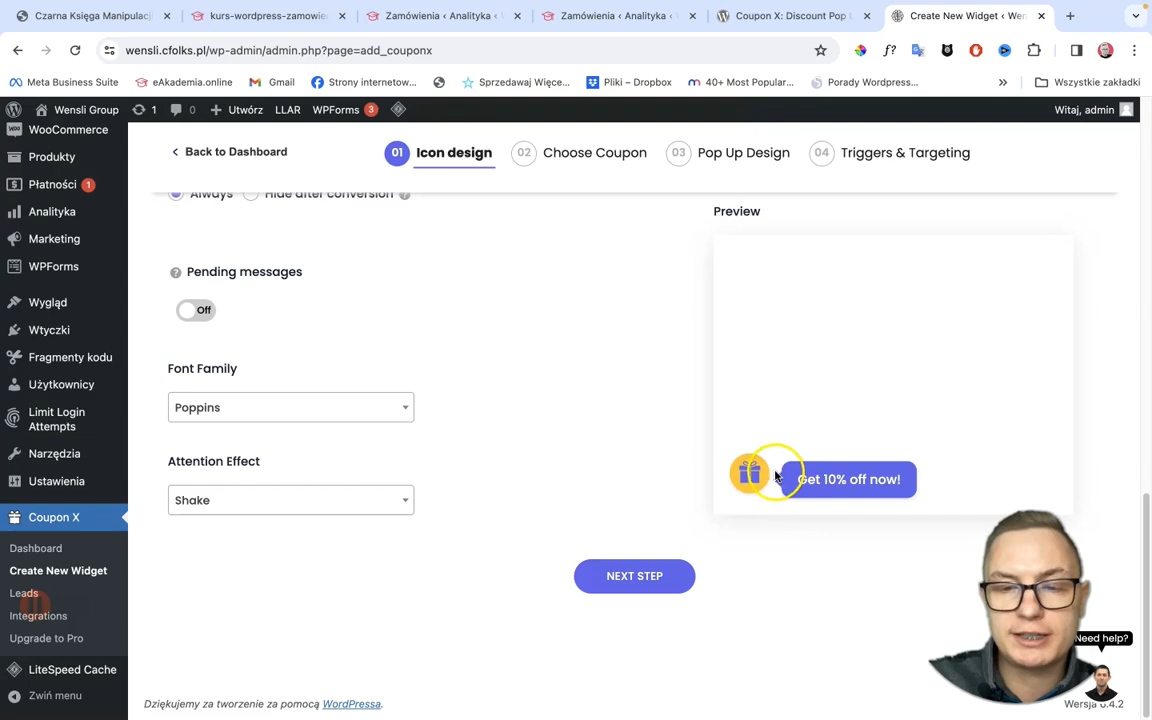 Czarna Księga Manipulacji
kurs-wordpress-zamowie
Zamówienia ‹ Analityka ‹ W
Zamówienia ‹ Analityka ‹ W
Coupon X: Discount Pop U
Create New Widget ‹ Wen
wensli.cfolks.pl/wp-admin/admin.php?page=add_couponx
Meta Business Suite
eAkademia.online
Gmail
Strony internetow...
Sprzedawaj Więce...
Pliki – Dropbox
40+ Most Popular...
Porady Wordpress...
»
Wszystkie zakładki
Wensli Group
1
0
Utwórz
LLAR
WPForms 3
Witaj, admin
WooCommerce
Produkty
Płatności 1
Analityka
Marketing
WPForms
Wygląd
Wtyczki
Fragmenty kodu
Użytkownicy
Limit Login
Attempts
Narzędzia
Ustawienia
Coupon X
Dashboard
Create New Widget
Leads
Integrations
Upgrade to Pro
LiteSpeed Cache
Zwiń menu
Back to Dashboard
01 Icon design
02 Choose Coupon
03 Pop Up Design
04 Triggers & Targeting
Always
Hide after conversion
Preview
Pending messages
Off
Font Family
Poppins
Attention Effect
Shake
Get 10% off now!
NEXT STEP
Need help?
Dziękujemy za tworzenie za pomocą WordPressa.
Wersja 6.4.2